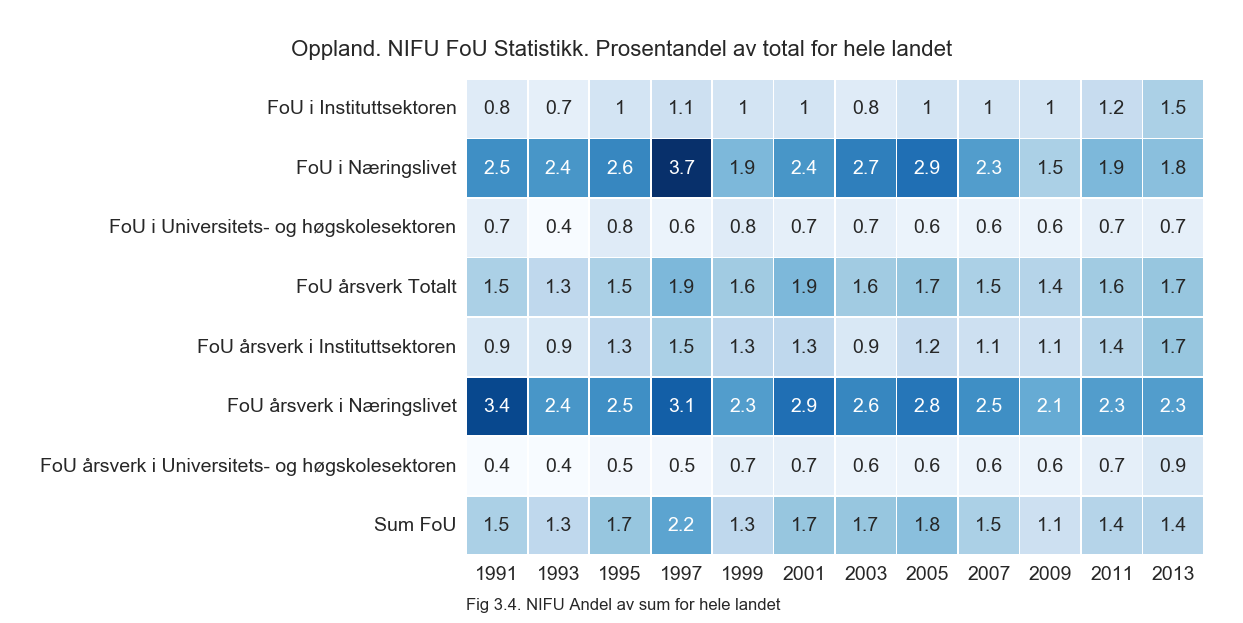 Oppland. NIFU FoU Statistikk. Prosentandel av total for hele landet
FoU i Instituttsektoren 0.8 0.7 1 1.1 1 1 0.8 1 1 1 1.2 1.5
FoU i Næringslivet 2.5 2.4 2.6 3.7 1.9 2.4 2.7 2.9 2.3 1.5 1.9 1.8
FoU i Universitets- og høgskolesektoren 0.7 0.4 0.8 0.6 0.8 0.7 0.7 0.6 0.6 0.6 0.7 0.7
FoU årsverk Totalt 1.5 1.3 1.5 1.9 1.6 1.9 1.6 1.7 1.5 1.4 1.6 1.7
FoU årsverk i Instituttsektoren 0.9 0.9 1.3 1.5 1.3 1.3 0.9 1.2 1.1 1.1 1.4 1.7
FoU årsverk i Næringslivet 3.4 2.4 2.5 3.1 2.3 2.9 2.6 2.8 2.5 2.1 2.3 2.3
FoU årsverk i Universitets- og høgskolesektoren 0.4 0.4 0.5 0.5 0.7 0.7 0.6 0.6 0.6 0.6 0.7 0.9
Sum FoU 1.5 1.3 1.7 2.2 1.3 1.7 1.7 1.8 1.5 1.1 1.4 1.4
1991 1993 1995 1997 1999 2001 2003 2005 2007 2009 2011 2013
Fig 3.4. NIFU Andel av sum for hele landet